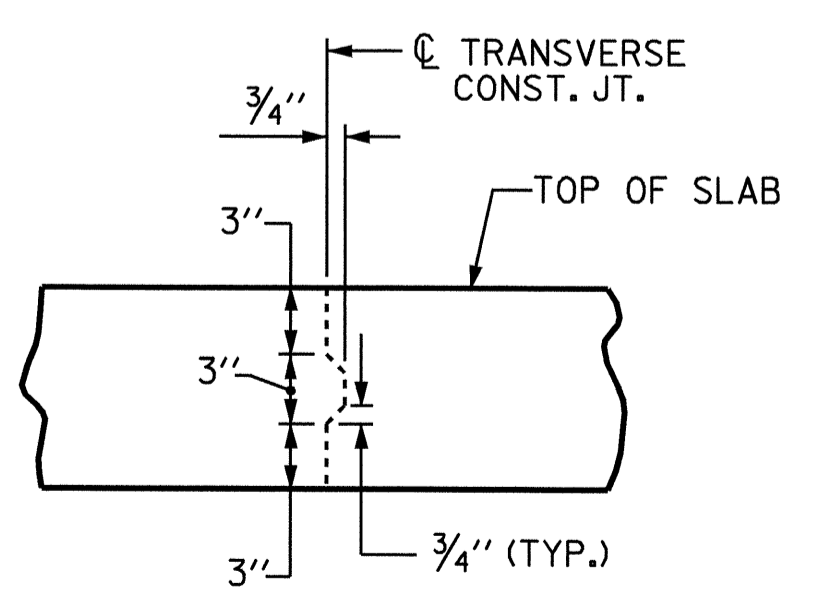 ℄ TRANSVERSE
CONST. JT.
3/4"
TOP OF SLAB
3"
3"
3/4" (TYP.)
3"